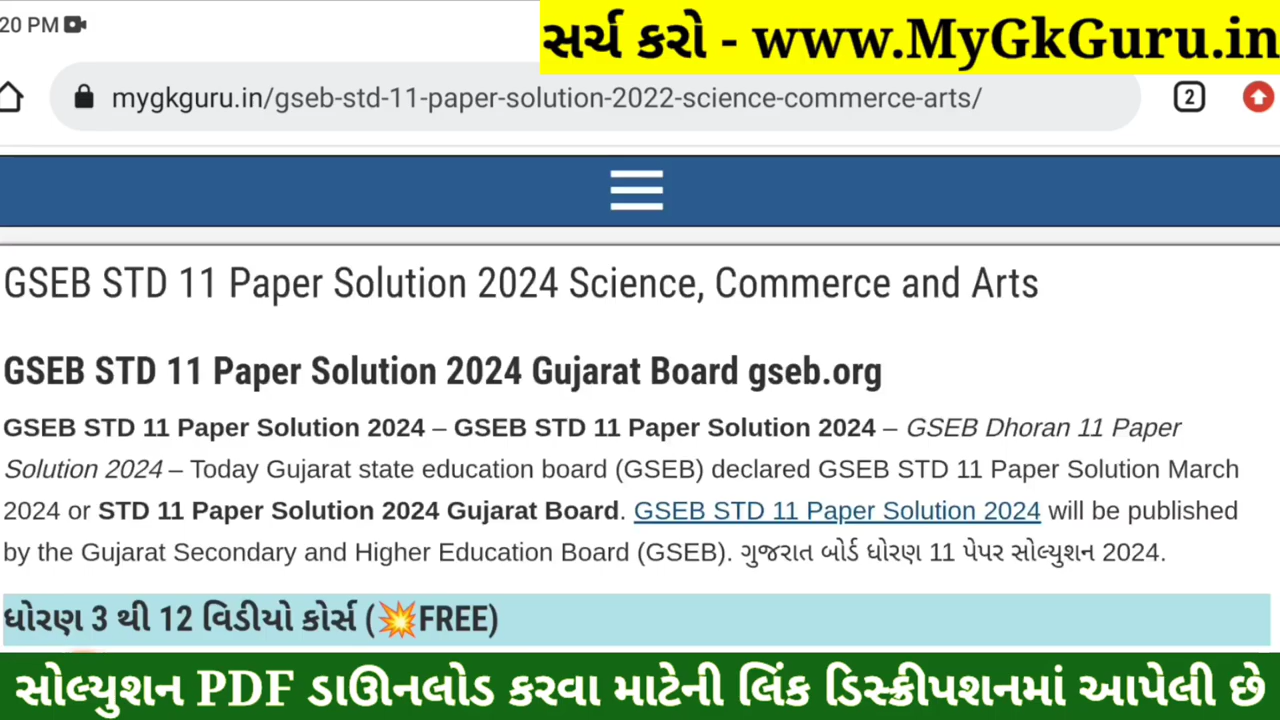 20 PM
સર્ચ કરો - www.MyGkGuru.in
mygkguru.in/gseb-std-11-paper-solution-2022-science-commerce-arts/
2
GSEB STD 11 Paper Solution 2024 Science, Commerce and Arts
GSEB STD 11 Paper Solution 2024 Gujarat Board gseb.org
GSEB STD 11 Paper Solution 2024 – GSEB STD 11 Paper Solution 2024 – GSEB Dhoran 11 Paper
Solution 2024 – Today Gujarat state education board (GSEB) declared GSEB STD 11 Paper Solution March
2024 or STD 11 Paper Solution 2024 Gujarat Board. GSEB STD 11 Paper Solution 2024 will be published
by the Gujarat Secondary and Higher Education Board (GSEB). ગુજરાત બોર્ડ ધોરણ 11 પેપર સોલ્યુશન 2024.
ધોરણ 3 થી 12 વિડીયો કોર્સ (💥FREE)
સોલ્યુશન PDF ડાઊનલોડ કરવા માટેની લિંક ડિસ્ક્રીપશનમાં આપેલી છે